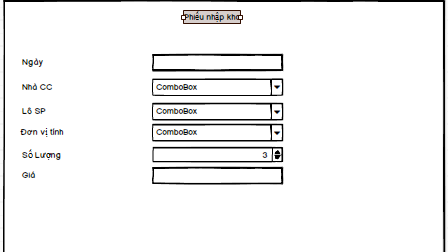 Phiếu nhập kho
Ngày
Nhà CC ComboBox
Lô SP ComboBox
Đơn vị tính ComboBox
Số Lượng 3
Giá